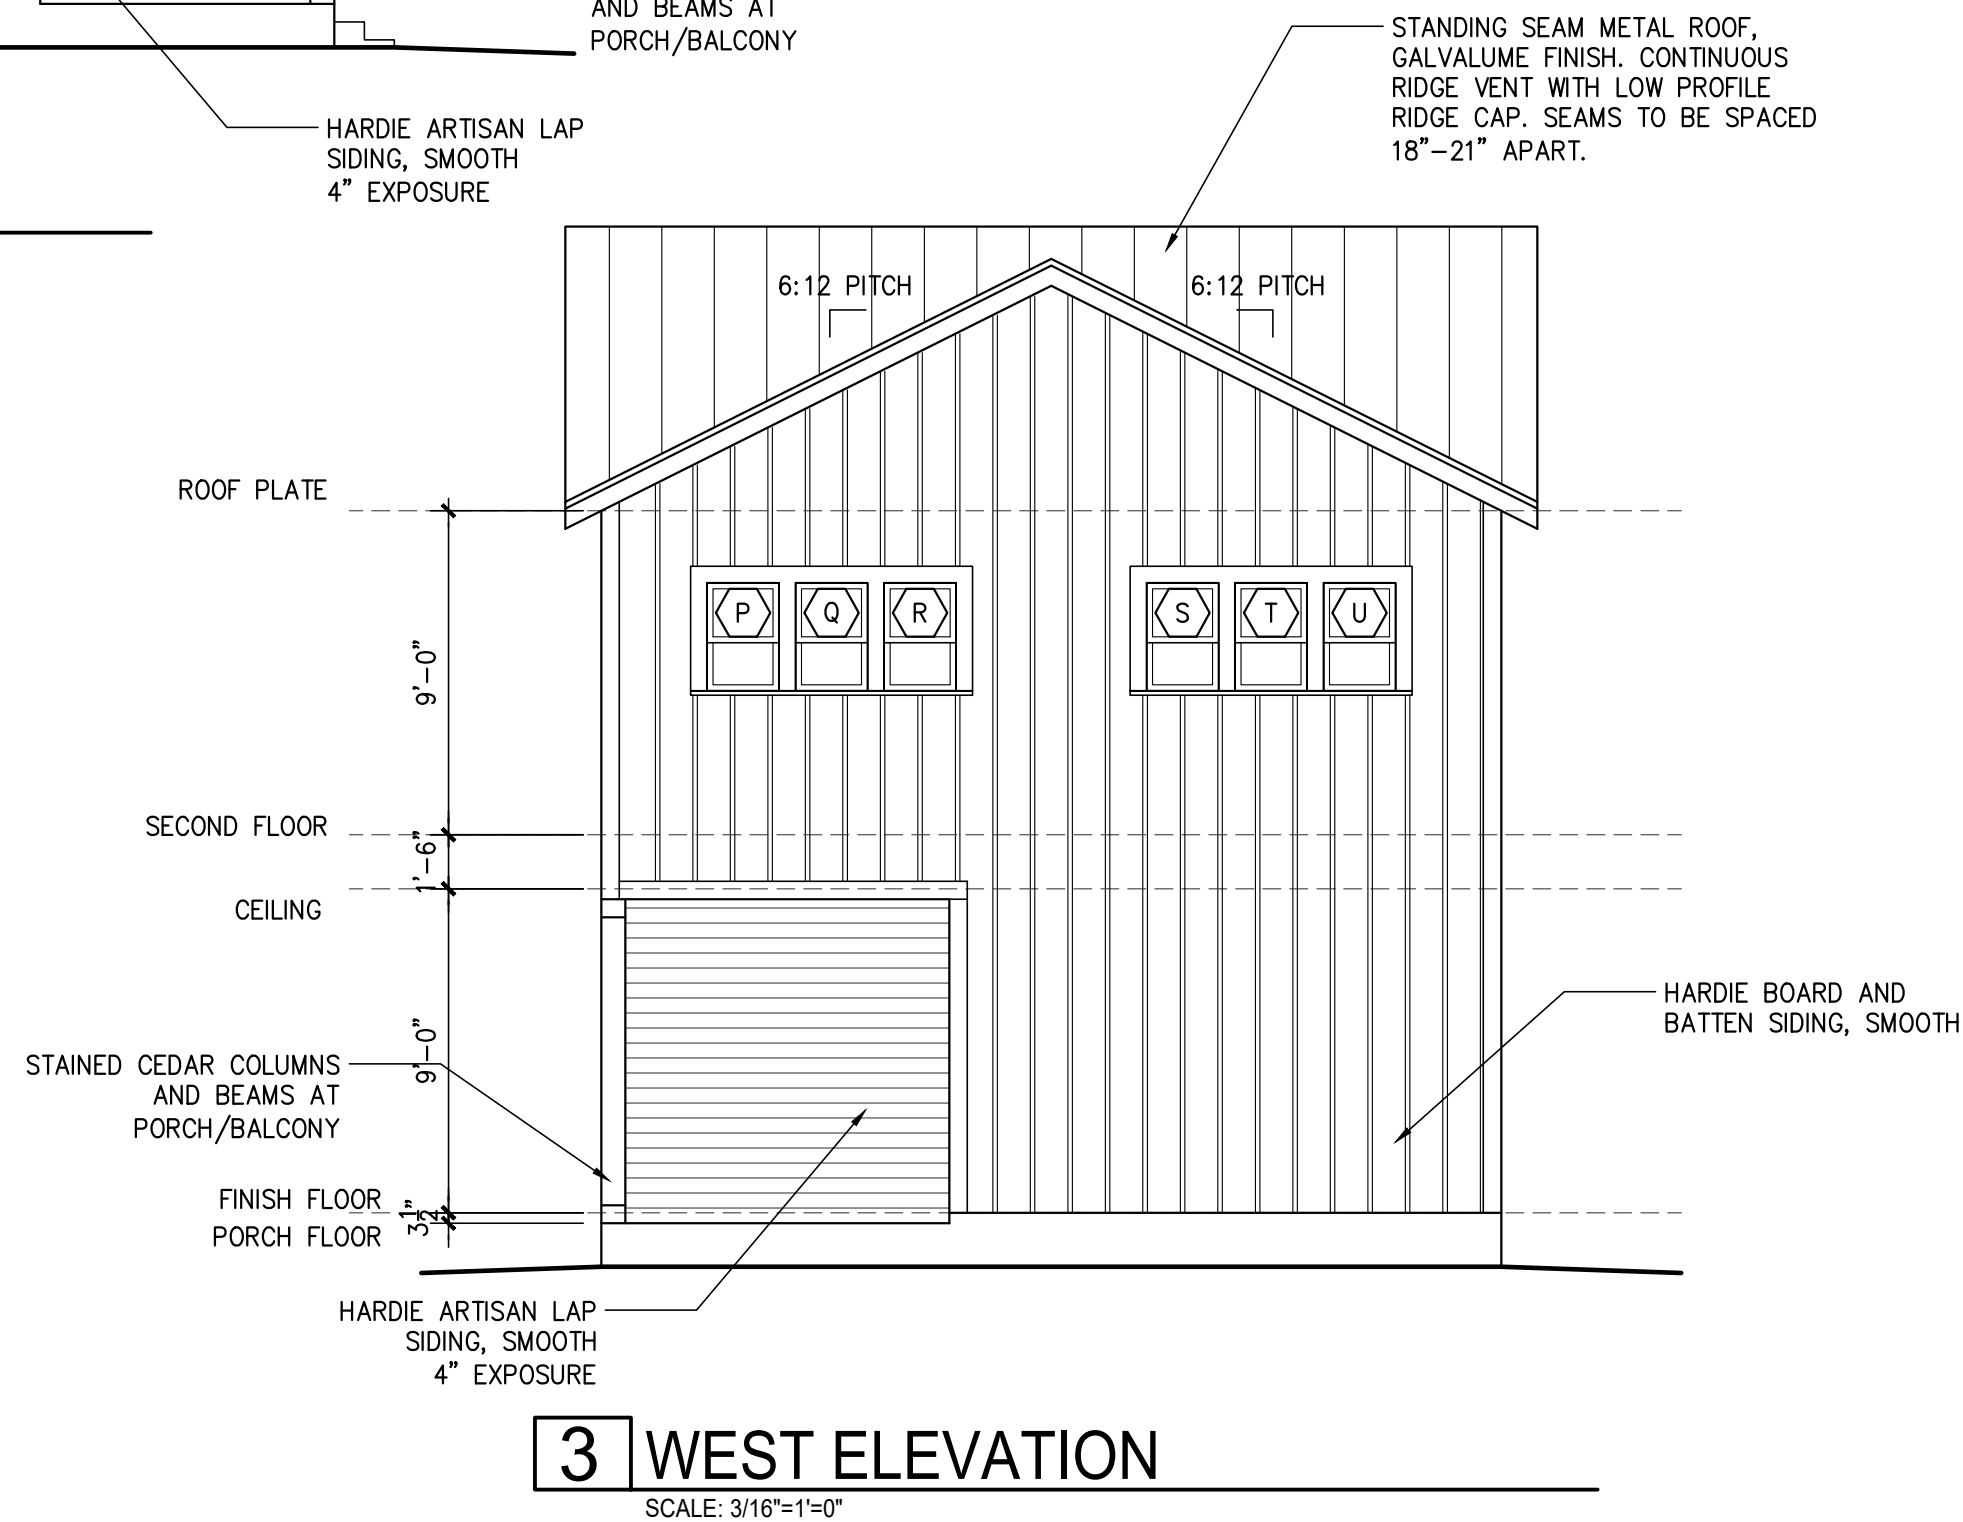 AND BEAMS AT
PORCH/BALCONY
HARDIE ARTISAN LAP
SIDING, SMOOTH
4" EXPOSURE
STANDING SEAM METAL ROOF,
GALVALUME FINISH. CONTINUOUS
RIDGE VENT WITH LOW PROFILE
RIDGE CAP. SEAMS TO BE SPACED
18"-21" APART.
6:12 PITCH
6:12 PITCH
ROOF PLATE
P Q R S T U
9'-0"
SECOND FLOOR
1'-6"
CEILING
9'-0"
HARDIE BOARD AND
BATTEN SIDING, SMOOTH
STAINED CEDAR COLUMNS
AND BEAMS AT
PORCH/BALCONY
FINISH FLOOR
3 1/2"
PORCH FLOOR
HARDIE ARTISAN LAP
SIDING, SMOOTH
4" EXPOSURE
3 WEST ELEVATION
SCALE: 3/16"=1'=0"